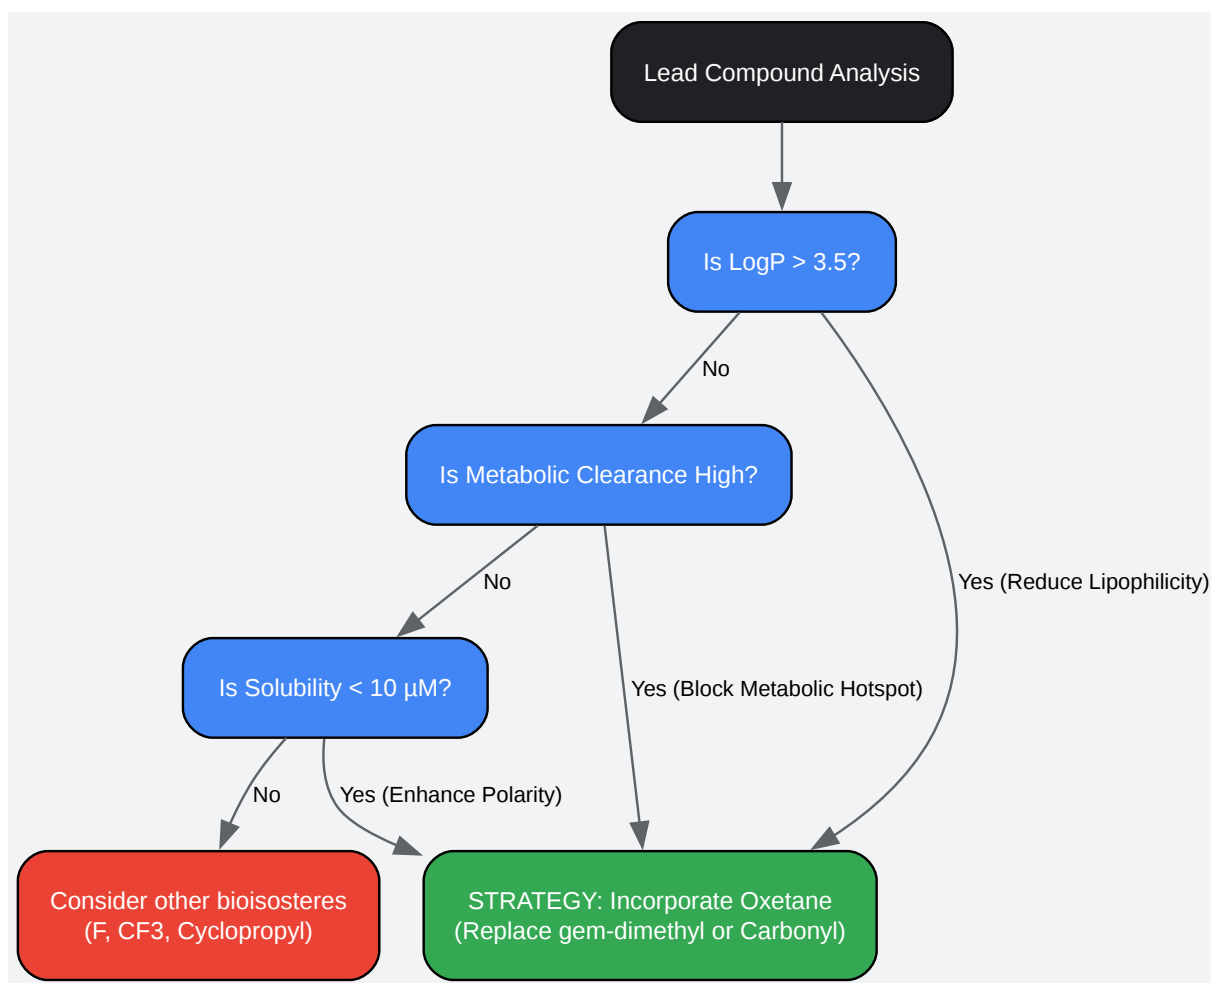 Lead Compound Analysis
Is LogP > 3.5?
No
Is Metabolic Clearance High?
No
Yes (Reduce Lipophilicity)
Is Solubility < 10 µM?
Yes (Block Metabolic Hotspot)
No
Yes (Enhance Polarity)
Consider other bioisosteres
(F, CF3, Cyclopropyl)
STRATEGY: Incorporate Oxetane
(Replace gem-dimethyl or Carbonyl)